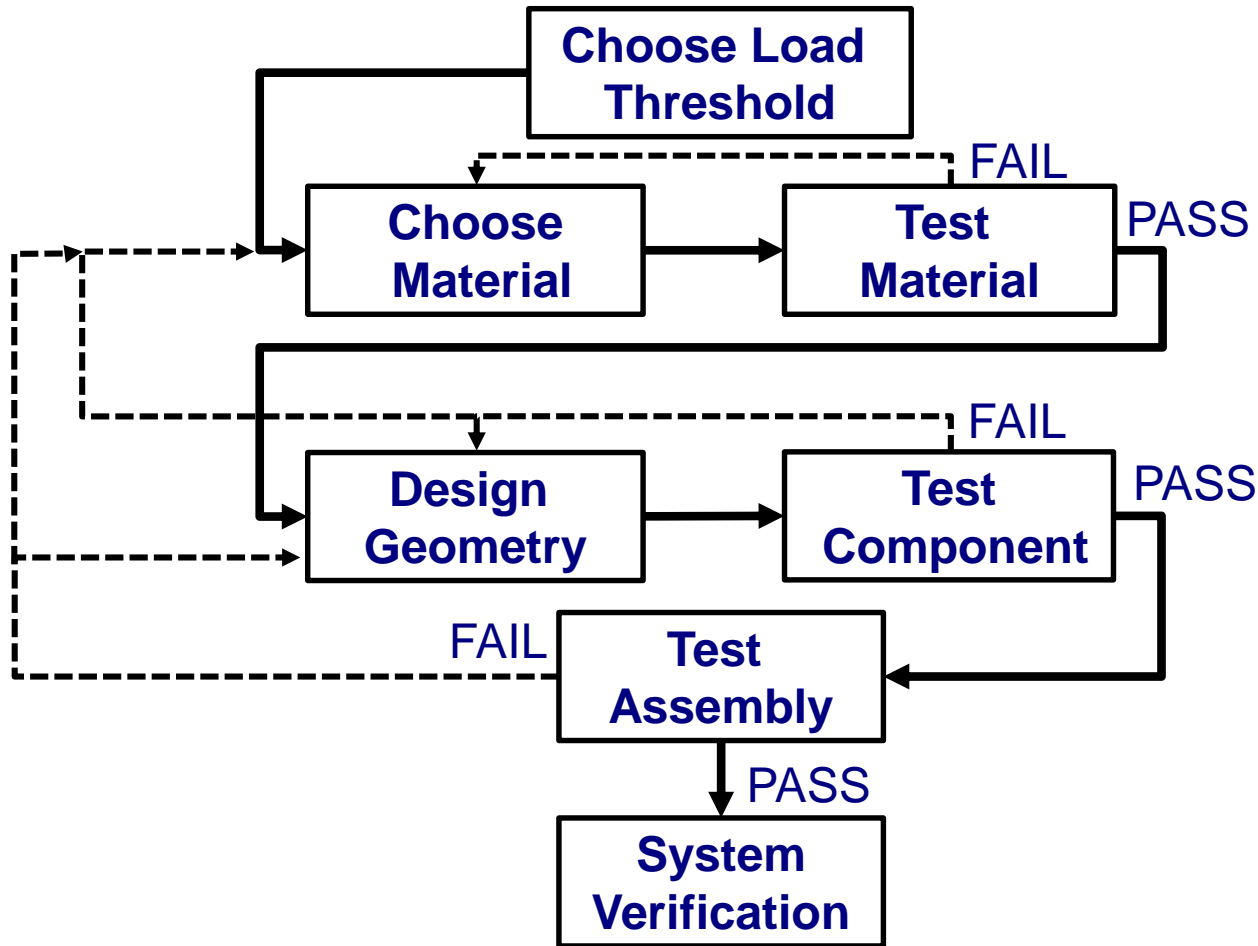 Choose Load
Threshold
FAIL
Choose
Material
Test
Material
PASS
FAIL
Design
Geometry
Test
Component
PASS
FAIL
Test
Assembly
PASS
System
Verification